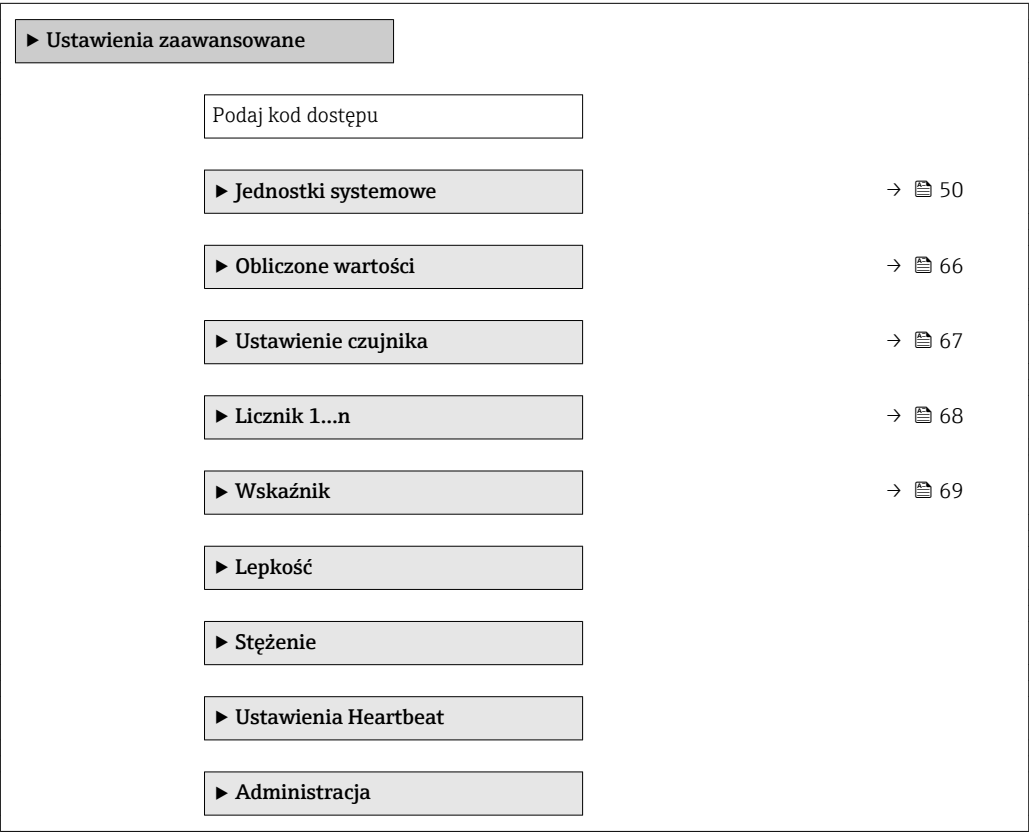 ▶ Ustawienia zaawansowane
Podaj kod dostępu
▶ Jednostki systemowe → 50
▶ Obliczone wartości → 66
▶ Ustawienie czujnika → 67
▶ Licznik 1…n → 68
▶ Wskaźnik → 69
▶ Lepkość
▶ Stężenie
▶ Ustawienia Heartbeat
▶ Administracja